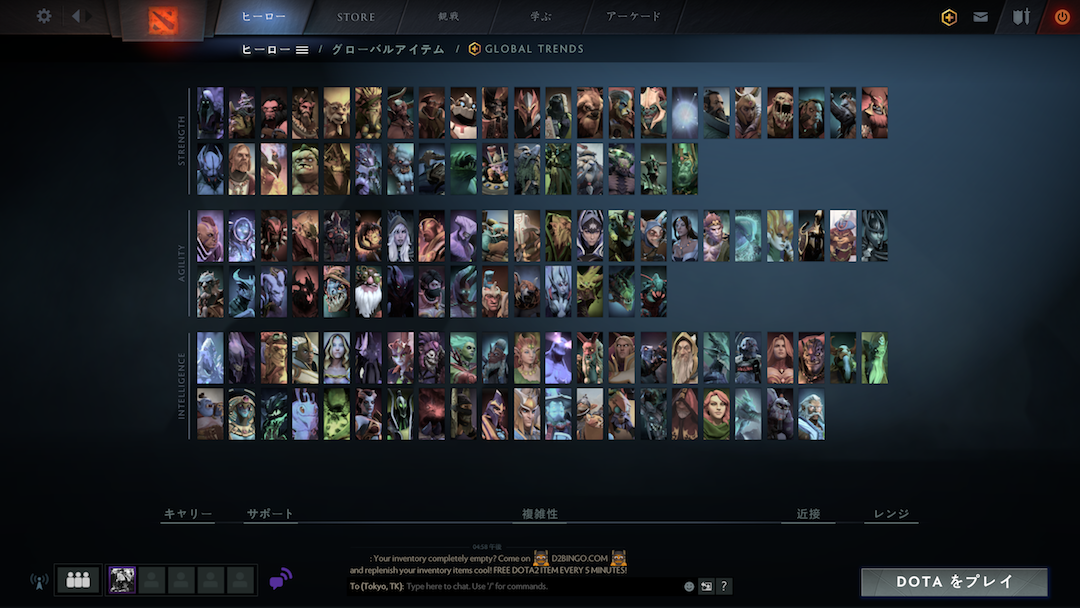 ヒーロー STORE 観戦 学ぶ アーケード
ヒーロー / グローバルアイテム / GLOBAL TRENDS
STRENGTH
AGILITY
INTELLIGENCE
キャリー サポート 複雑性 近接 レンジ
04:58 午後
: Your inventory completely empty? Come on D2BINGO.COM
and replenish your inventory items cool! FREE DOTA2 ITEM EVERY 5 MINUTES!
To (Tokyo, TK): Type here to chat. Use '/' for commands. ?
DOTA をプレイ